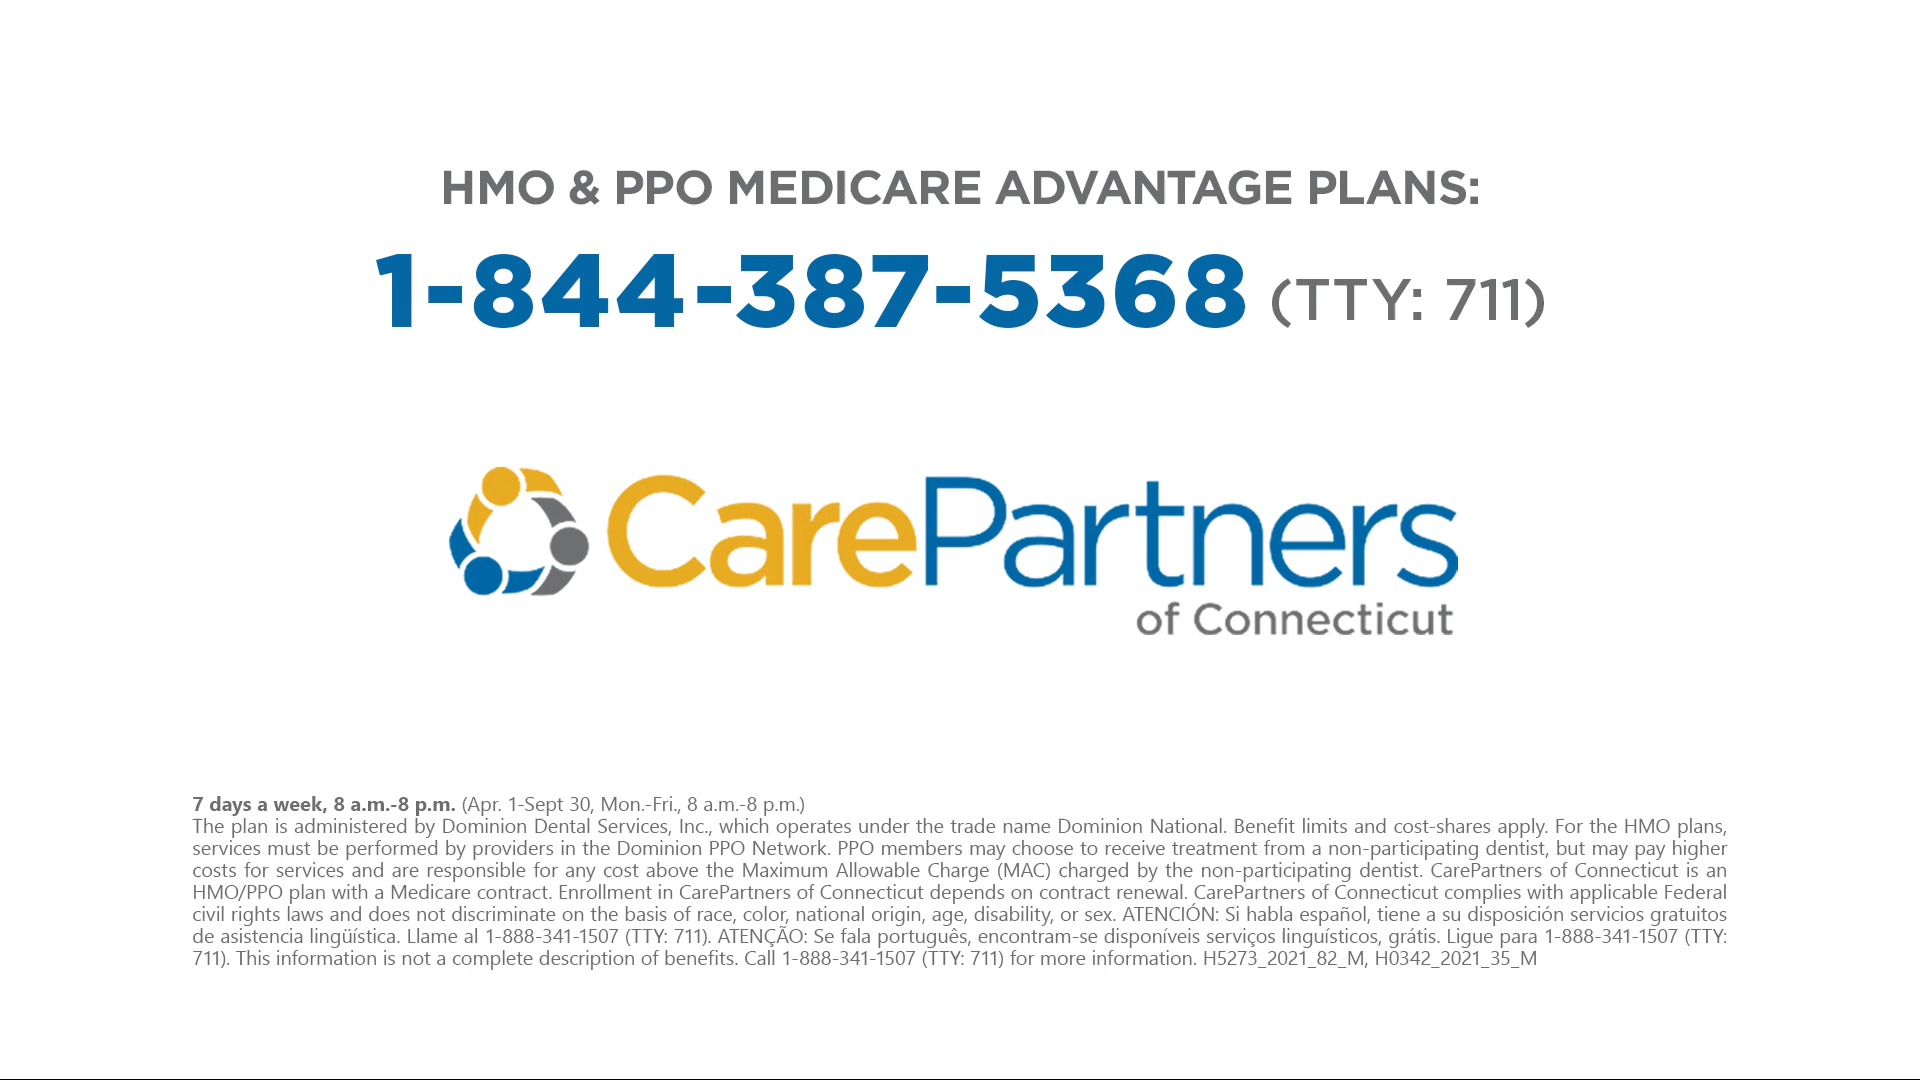 HMO & PPO MEDICARE ADVANTAGE PLANS:
1-844-387-5368 (TTY: 711)
CarePartners
of Connecticut
7 days a week, 8 a.m.-8 p.m. (Apr. 1-Sept 30, Mon.-Fri., 8 a.m.-8 p.m.)
The plan is administered by Dominion Dental Services, Inc., which operates under the trade name Dominion National. Benefit limits and cost-shares apply. For the HMO plans,
services must be performed by providers in the Dominion PPO Network. PPO members may choose to receive treatment from a non-participating dentist, but may pay higher
costs for services and are responsible for any cost above the Maximum Allowable Charge (MAC) charged by the non-participating dentist. CarePartners of Connecticut is an
HMO/PPO plan with a Medicare contract. Enrollment in CarePartners of Connecticut depends on contract renewal. CarePartners of Connecticut complies with applicable Federal
civil rights laws and does not discriminate on the basis of race, color, national origin, age, disability, or sex. ATENCIÓN: Si habla español, tiene a su disposición servicios gratuitos
de asistencia lingüística. Llame al 1-888-341-1507 (TTY: 711). ATENÇÃO: Se fala português, encontram-se disponíveis serviços linguísticos, grátis. Ligue para 1-888-341-1507 (TTY:
711). This information is not a complete description of benefits. Call 1-888-341-1507 (TTY: 711) for more information. H5273_2021_82_M, H0342_2021_35_M